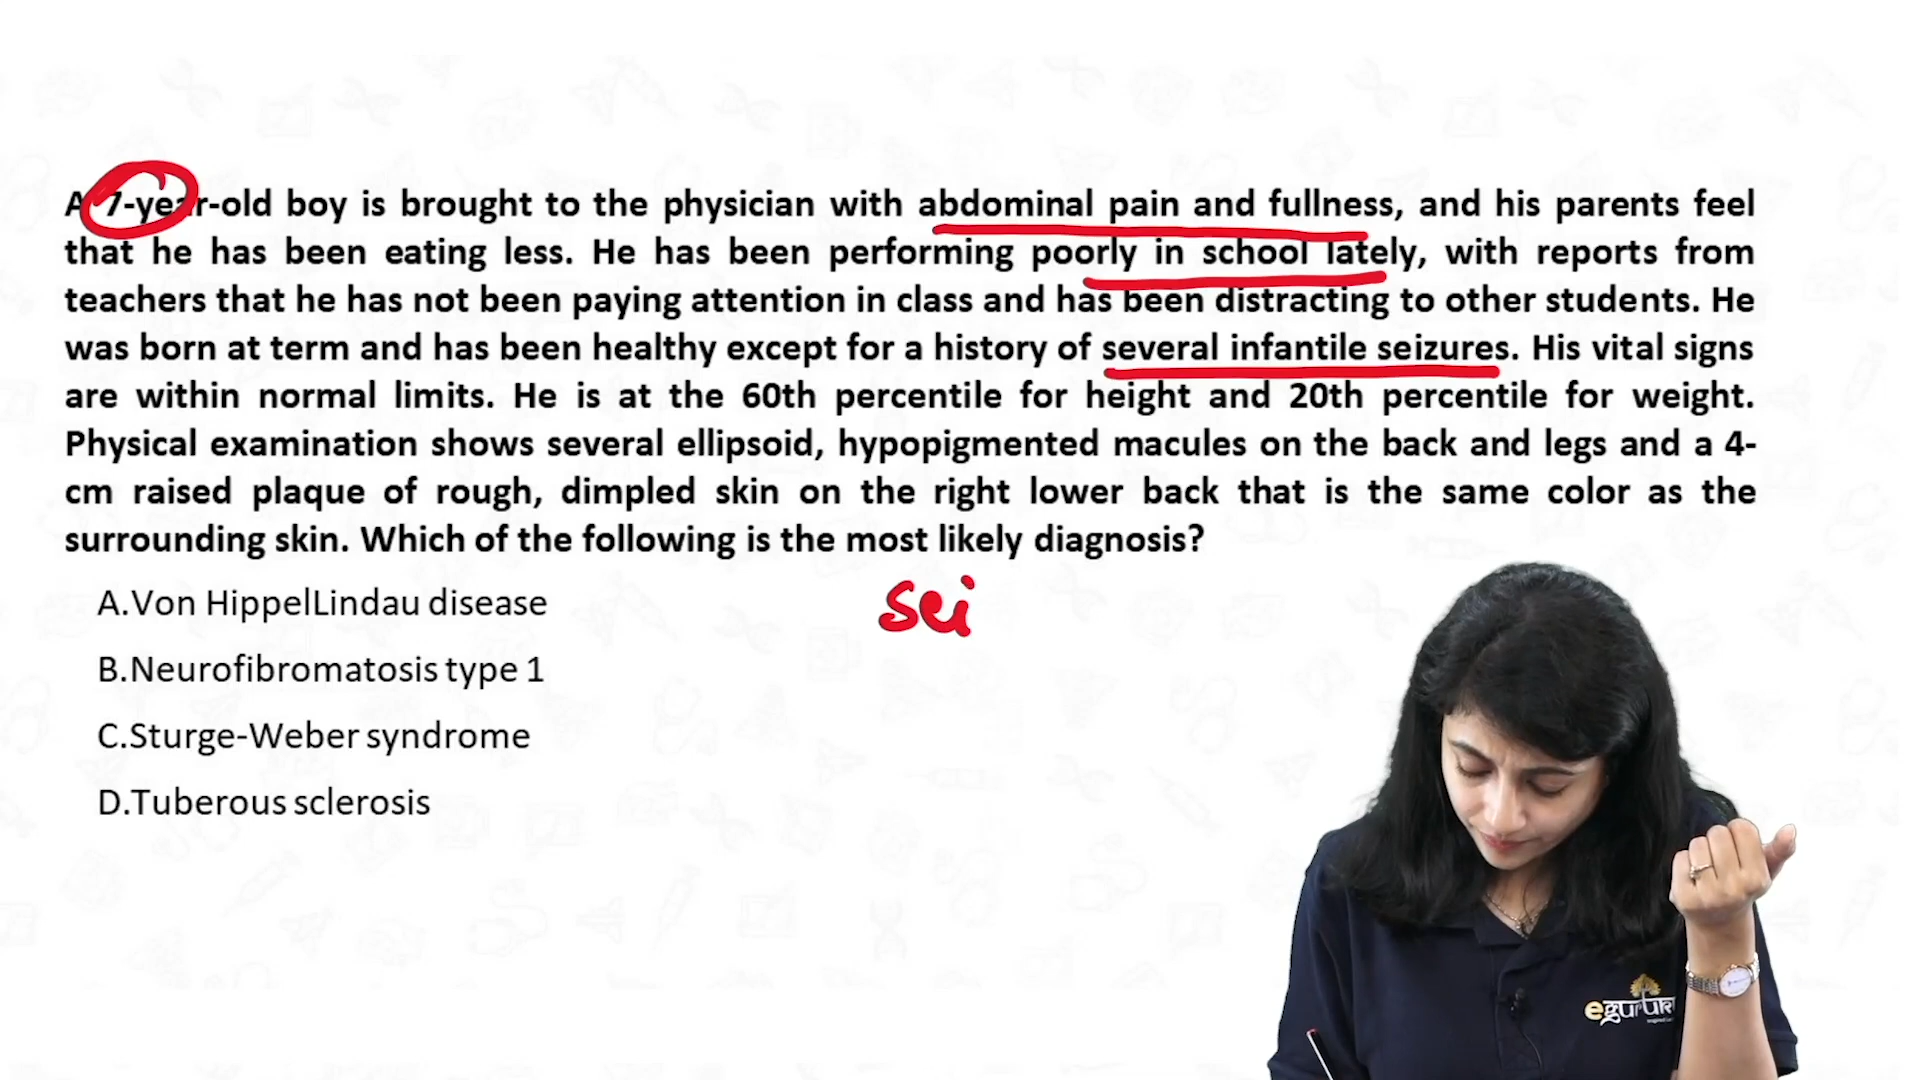 A 7-year-old boy is brought to the physician with abdominal pain and fullness, and his parents feel
that he has been eating less. He has been performing poorly in school lately, with reports from
teachers that he has not been paying attention in class and has been distracting to other students. He
was born at term and has been healthy except for a history of several infantile seizures. His vital signs
are within normal limits. He is at the 60th percentile for height and 20th percentile for weight.
Physical examination shows several ellipsoid, hypopigmented macules on the back and legs and a 4-
cm raised plaque of rough, dimpled skin on the right lower back that is the same color as the
surrounding skin. Which of the following is the most likely diagnosis?
A.Von HippelLindau disease
sei
B.Neurofibromatosis type 1
C.Sturge-Weber syndrome
D.Tuberous sclerosis